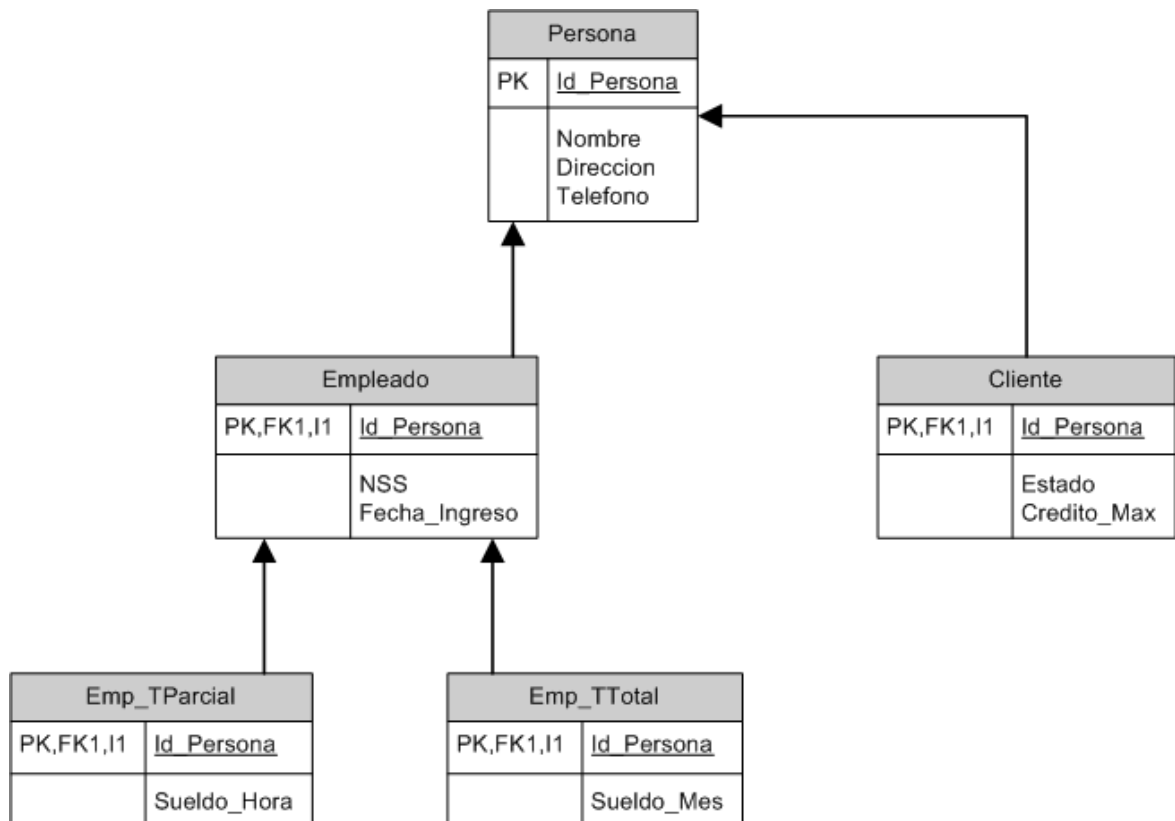 Persona
PK Id_Persona
Nombre
Direccion
Telefono
Empleado
PK,FK1,I1 Id_Persona
NSS
Fecha_Ingreso
Cliente
PK,FK1,I1 Id_Persona
Estado
Credito_Max
Emp_TParcial
PK,FK1,I1 Id_Persona
Sueldo_Hora
Emp_TTotal
PK,FK1,I1 Id_Persona
Sueldo_Mes